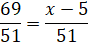 69/51 = (x − 5)/51